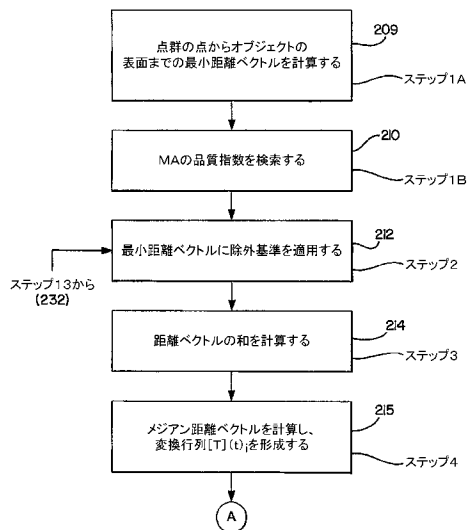 点群の点からオブジェクトの
表面までの最小距離ベクトルを計算する
209
ステップ1A
MAの品質指数を検索する
210
ステップ1B
最小距離ベクトルに除外基準を適用する
212
ステップ2
ステップ13から
(232)
距離ベクトルの和を計算する
214
ステップ3
メジアン距離ベクトルを計算し、
変換行列[T](t)iを形成する
215
ステップ4
A